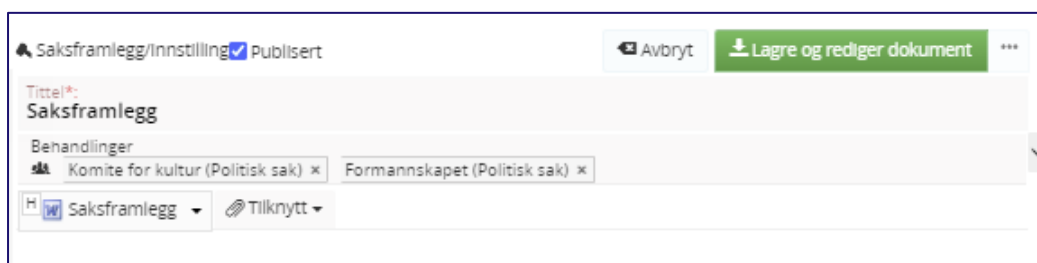 Saksframlegg/Innstilling Publisert Avbryt Lagre og rediger dokument ...
Tittel*:
Saksframlegg
Behandlinger
Komite for kultur (Politisk sak) × Formannskapet (Politisk sak) ×
H W Saksframlegg Tilknytt